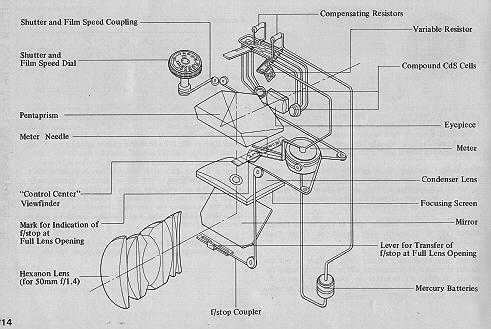 Shutter and Film Speed Coupling
Compensating Resistors
Variable Resistor
Shutter and
Film Speed Dial
Compound CdS Cells
Pentaprism
Eyepiece
Meter Needle
Meter
Condenser Lens
"Control Center"
Viewfinder
Focusing Screen
Mark for Indication of
f/stop at
Full Lens Opening
Mirror
Lever for Transfer of
f/stop at Full Lens Opening
Hexanon Lens
(for 50mm f/1.4)
Mercury Batteries
f/stop Coupler
14